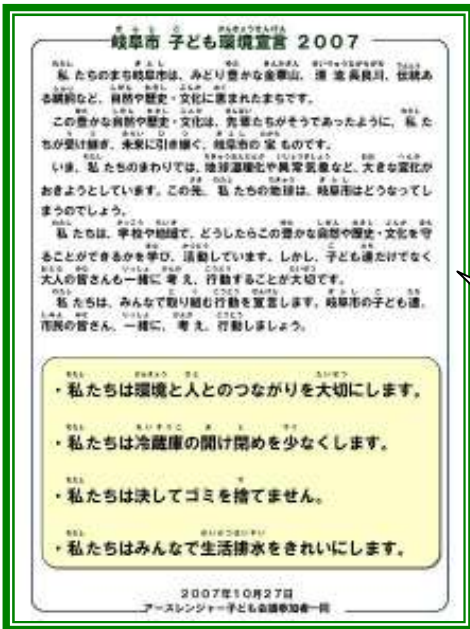 岐阜市 子ども環境宣言 2007
私たちのまち岐阜市は、みどり豊かな金華山、清流長良川、伝統あ
る鵜飼など、自然や歴史・文化に恵まれたまちです。
この豊かな自然や歴史・文化は、先輩たちがそうであったように、私た
ちが受け継ぎ、未来に引き継ぐ、岐阜市の宝ものです。
いま、私たちのまわりでは、地球温暖化や異常気象など、大きな変化が
おきようとしています。この先、私たちの地球は、岐阜市はどうなってし
まうのでしょう。
私たちは、学校や地域で、どうしたらこの豊かな自然や歴史・文化を守
ることができるかを学び、活動しています。しかし、子ども達だけでなく
大人の皆さんも一緒に考え、行動することが大切です。
私たちは、みんなで取り組む行動を宣言します。岐阜市の子ども達、
市民の皆さん、一緒に、考え、行動しましょう。
・私たちは環境と人とのつながりを大切にします。
・私たちは冷蔵庫の開け閉めを少なくします。
・私たちは決してゴミを捨てません。
・私たちはみんなで生活排水をきれいにします。
2007年10月27日
アースレンジャー子ども会議参加者一同